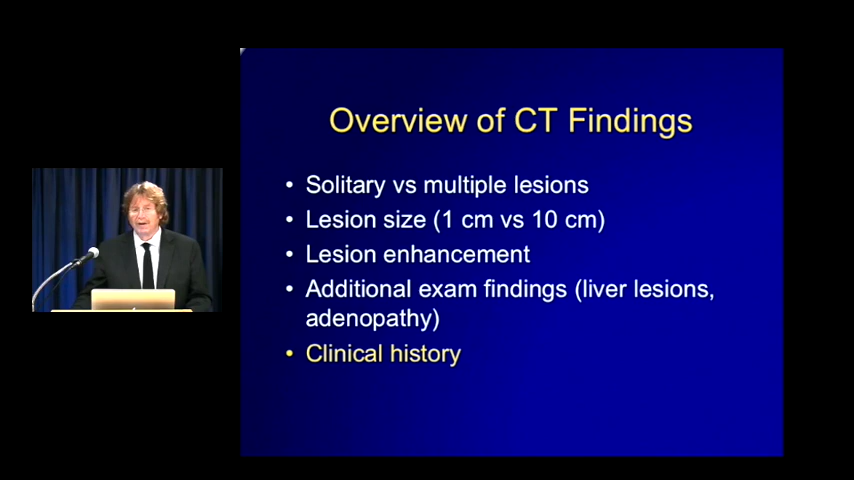 Overview of CT Findings
• Solitary vs multiple lesions
• Lesion size (1 cm vs 10 cm)
• Lesion enhancement
• Additional exam findings (liver lesions,
adenopathy)
• Clinical history